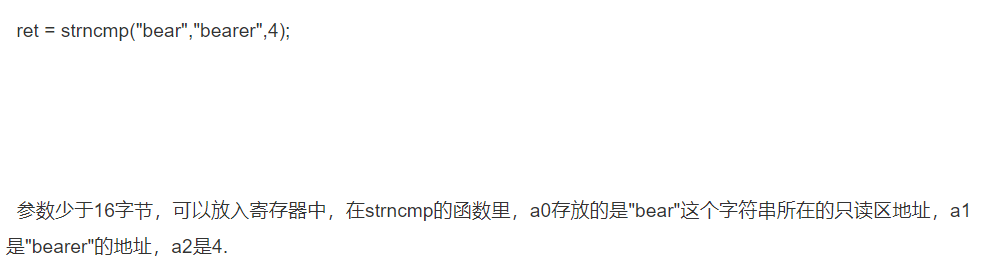 ret = strncmp("bear","bearer",4);
参数少于16字节，可以放入寄存器中，在strncmp的函数里，a0存放的是"bear"这个字符串所在的只读区地址，a1
是"bearer"的地址，a2是4.